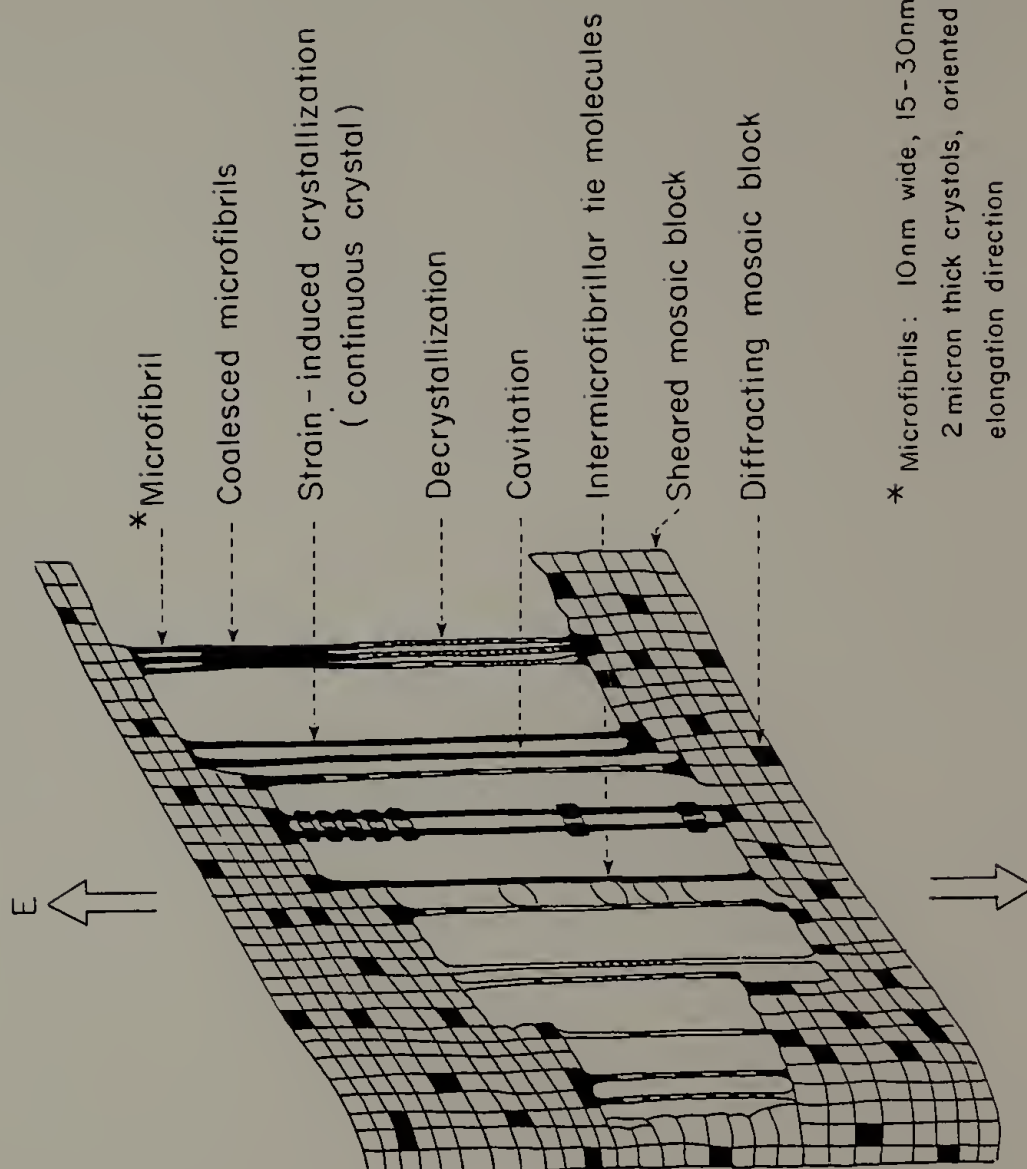 E
* Microfibril
Coalesced microfibrils
Strain-induced crystallization
(continuous crystal)
Decrystallization
Cavitation
Intermicrofibrillar tie molecules
Sheared mosaic block
Diffracting mosaic block
* Microfibrils: 10nm wide, 15-30nm
2 micron thick crystols, oriented
elongation direction